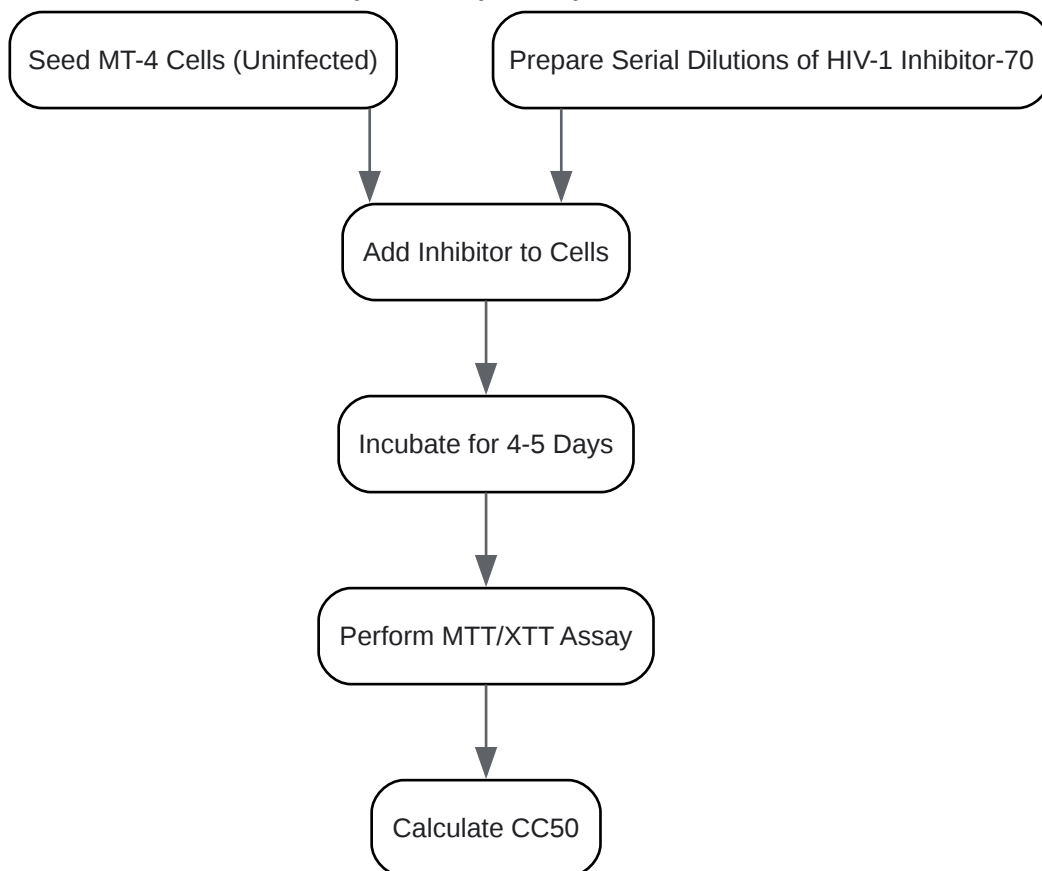 Seed MT-4 Cells (Uninfected)
Prepare Serial Dilutions of HIV-1 Inhibitor-70
Add Inhibitor to Cells
Incubate for 4-5 Days
Perform MTT/XTT Assay
Calculate CC50